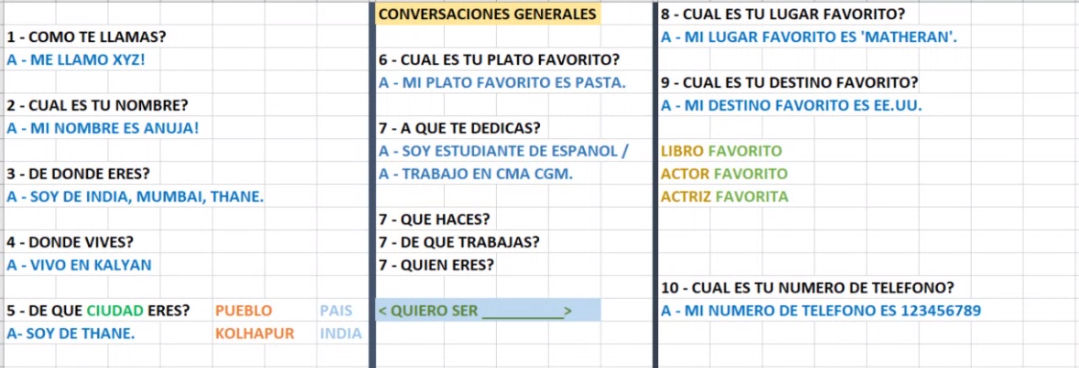 1 - COMO TE LLAMAS?
A - ME LLAMO XYZ!
2 - CUAL ES TU NOMBRE?
A - MI NOMBRE ES ANUJA!
3 - DE DONDE ERES?
A - SOY DE INDIA, MUMBAI, THANE.
4 - DONDE VIVES?
A - VIVO EN KALYAN
5 - DE QUE CIUDAD ERES? PUEBLO PAIS
A- SOY DE THANE. KOLHAPUR INDIA
CONVERSACIONES GENERALES
6 - CUAL ES TU PLATO FAVORITO?
A - MI PLATO FAVORITO ES PASTA.
7 - A QUE TE DEDICAS?
A - SOY ESTUDIANTE DE ESPANOL /
A - TRABAJO EN CMA CGM.
7 - QUE HACES?
7 - DE QUE TRABAJAS?
7 - QUIEN ERES?
< QUIERO SER __________>
8 - CUAL ES TU LUGAR FAVORITO?
A - MI LUGAR FAVORITO ES 'MATHERAN'.
9 - CUAL ES TU DESTINO FAVORITO?
A - MI DESTINO FAVORITO ES EE.UU.
LIBRO FAVORITO
ACTOR FAVORITO
ACTRIZ FAVORITA
10 - CUAL ES TU NUMERO DE TELEFONO?
A - MI NUMERO DE TELEFONO ES 123456789